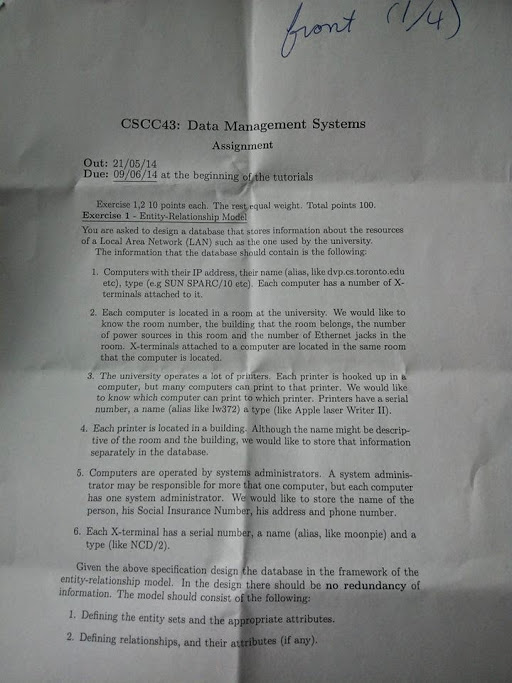 front (1/4)
CSCC43: Data Management Systems
Assignment
Out: 21/05/14
Due: 09/06/14 at the beginning of the tutorials
Exercise 1,2 10 points each. The rest equal weight. Total points 100.
Exercise 1 - Entity-Relationship Model
You are asked to design a database that stores information about the resources
of a Local Area Network (LAN) such as the one used by the university.
The information that the database should contain is the following:
1. Computers with their IP address, their name (alias, like dvp.cs.toronto.edu
etc), type (e.g SUN SPARC/10 etc). Each computer has a number of X-
terminals attached to it.
2. Each computer is located in a room at the university. We would like to
know the room number, the building that the room belongs, the number
of power sources in this room and the number of Ethernet jacks in the
room. X-terminals attached to a computer are located in the same room
that the computer is located.
3. The university operates a lot of printers. Each printer is hooked up in a
computer, but many computers can print to that printer. We would like
to know which computer can print to which printer. Printers have a serial
number, a name (alias like lw372) a type (like Apple laser Writer II).
4. Each printer is located in a building. Although the name might be descrip-
tive of the room and the building, we would like to store that information
separately in the database.
5. Computers are operated by systems administrators. A system adminis-
trator may be responsible for more that one computer, but each computer
has one system administrator. We would like to store the name of the
person, his Social Insurance Number, his address and phone number.
6. Each X-terminal has a serial number, a name (alias, like moonpie) and a
type (like NCD/2).
Given the above specification design the database in the framework of the
entity-relationship model. In the design there should be no redundancy of
information. The model should consist of the following:
1. Defining the entity sets and the appropriate attributes.
2. Defining relationships, and their attributes (if any).